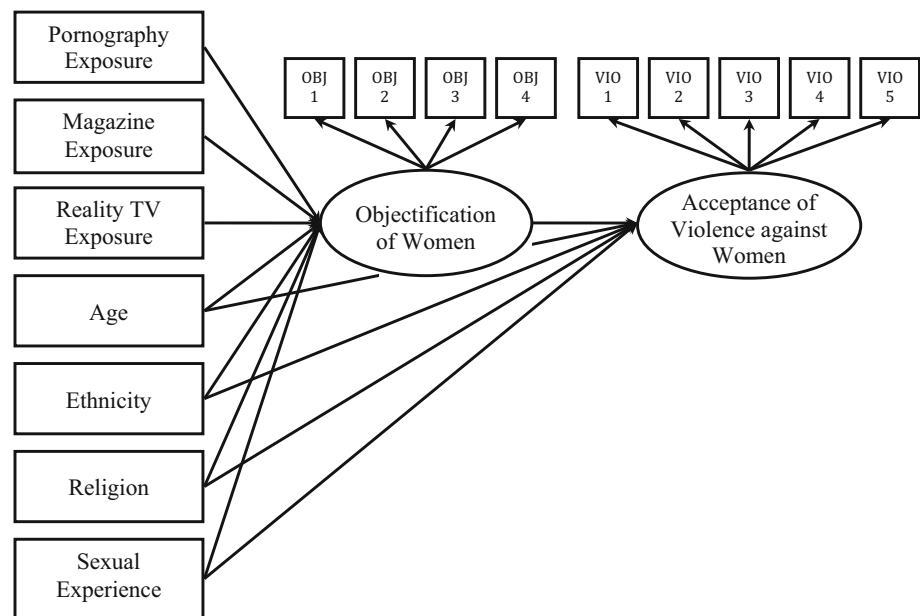 Pornography
Exposure
Magazine
Exposure
Reality TV
Exposure
Age
Ethnicity
Religion
Sexual
Experience
OBJ
1
OBJ
2
OBJ
3
OBJ
4
Objectification
of Women
VIO
1
VIO
2
VIO
3
VIO
4
VIO
5
Acceptance of
Violence against
Women